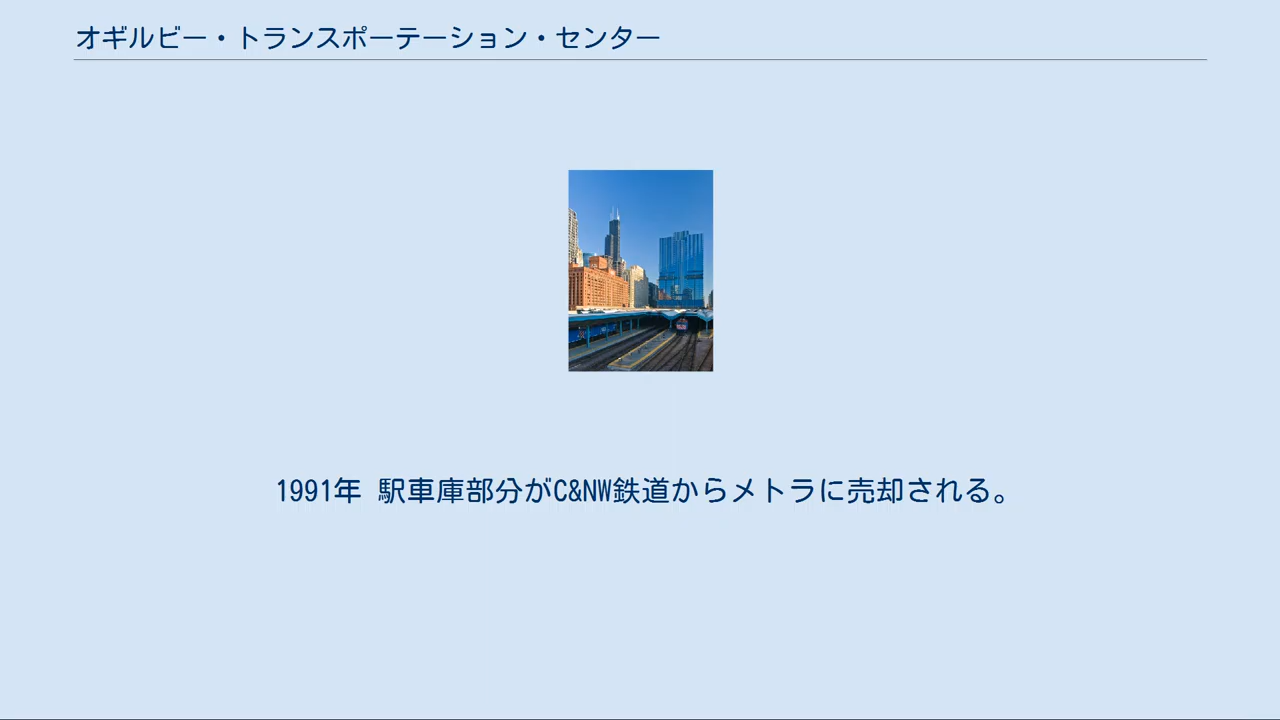 オギルビー・トランスポーテーション・センター
1991年 駅車庫部分がC&NW鉄道からメトラに売却される。